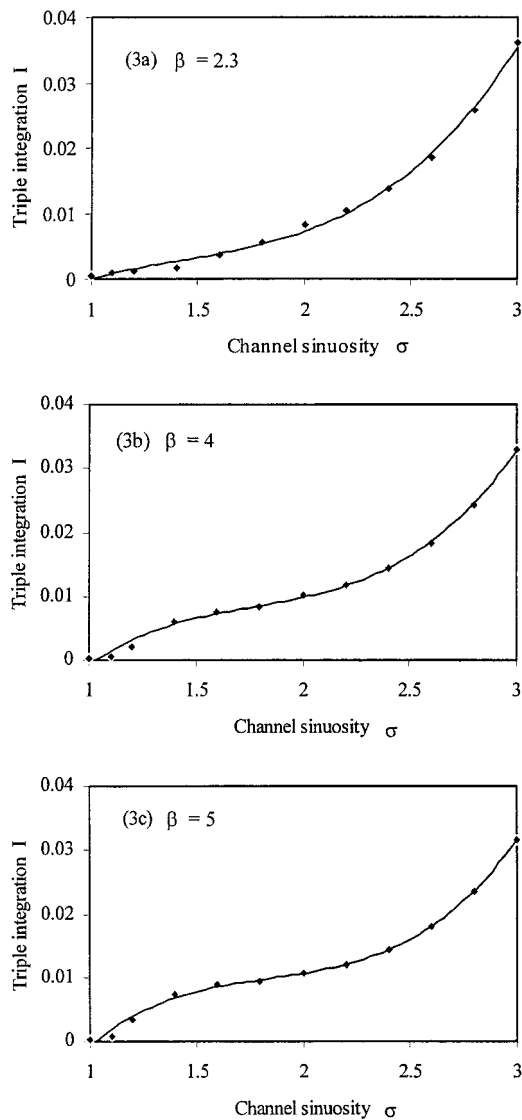 0.04
(3a) β = 2.3
0.03
0.02
0.01
0
Triple integration I
1 1.5 2 2.5 3
Channel sinuosity σ
0.04
(3b) β = 4
0.03
0.02
0.01
0
Triple integration I
1 1.5 2 2.5 3
Channel sinuosity σ
0.04
(3c) β = 5
0.03
0.02
0.01
0
Triple integration I
1 1.5 2 2.5 3
Channel sinuosity σ